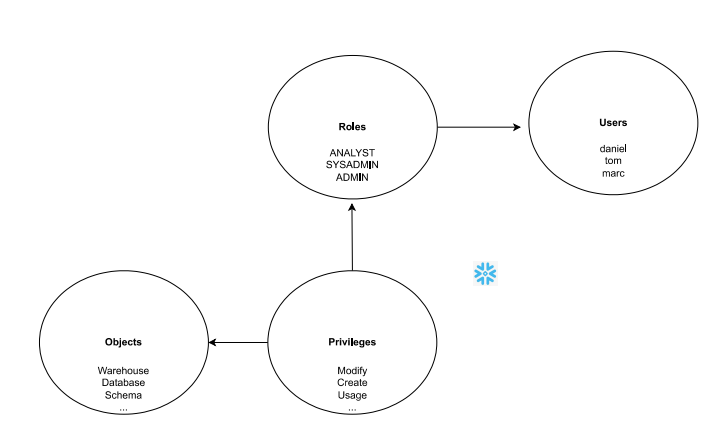 Roles
ANALYST
SYSADMIN
ADMIN
Users
daniel
tom
marc
Objects
Warehouse
Database
Schema
...
Privileges
Modify
Create
Usage
...